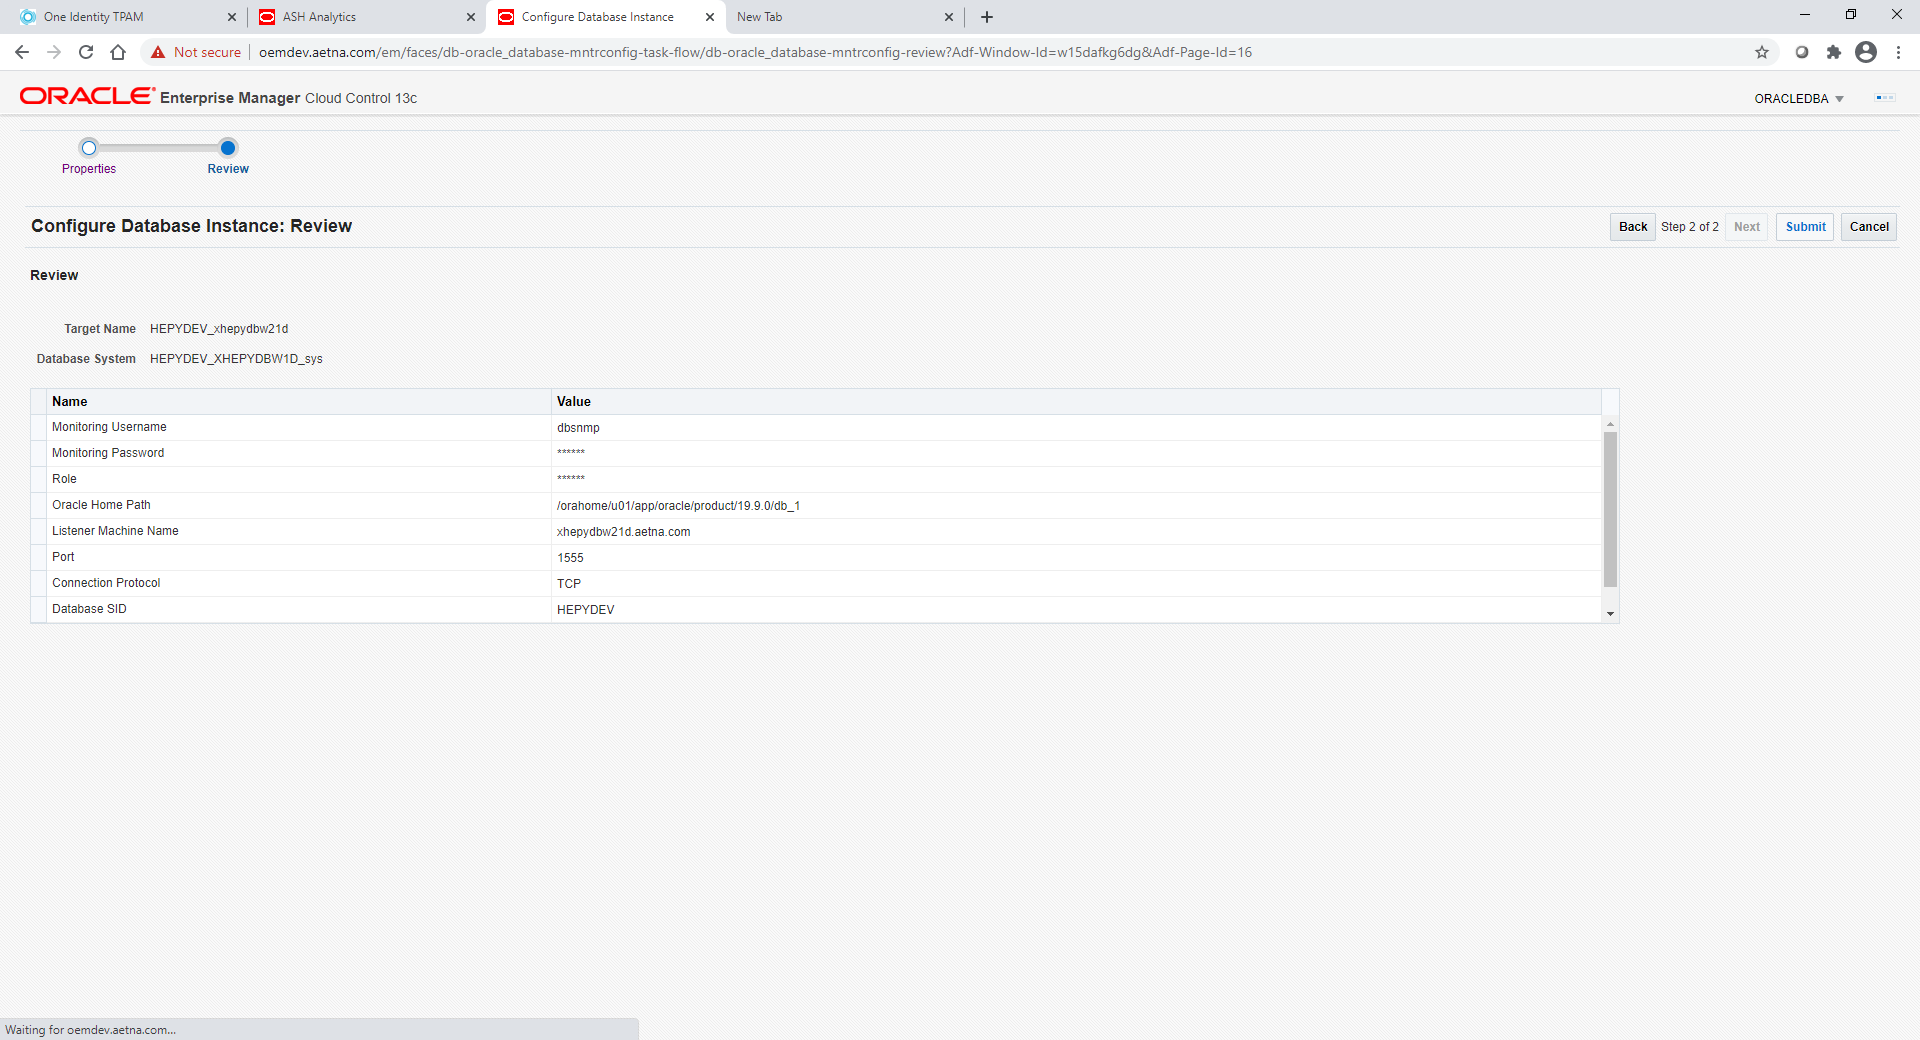 One Identity TPAM
ASH Analytics
Configure Database Instance
New Tab
Not secure
oemdev.aetna.com/em/faces/db-oracle_database-mntrconfig-task-flow/db-oracle_database-mntrconfig-review?Adf-Window-Id=w15dafkg6dg&Adf-Page-Id=16
ORACLE Enterprise Manager Cloud Control 13c
ORACLEDBA
Properties
Review
Configure Database Instance: Review
Back Step 2 of 2 Next Submit Cancel
Review
Target Name HEPYDEV_xhepydbw21d
Database System HEPYDEV_XHEPYDBW1D_sys
Name Value
Monitoring Username dbsnmp
Monitoring Password ******
Role ******
Oracle Home Path /orahome/u01/app/oracle/product/19.9.0/db_1
Listener Machine Name xhepydbw21d.aetna.com
Port 1555
Connection Protocol TCP
Database SID HEPYDEV
Waiting for oemdev.aetna.com...